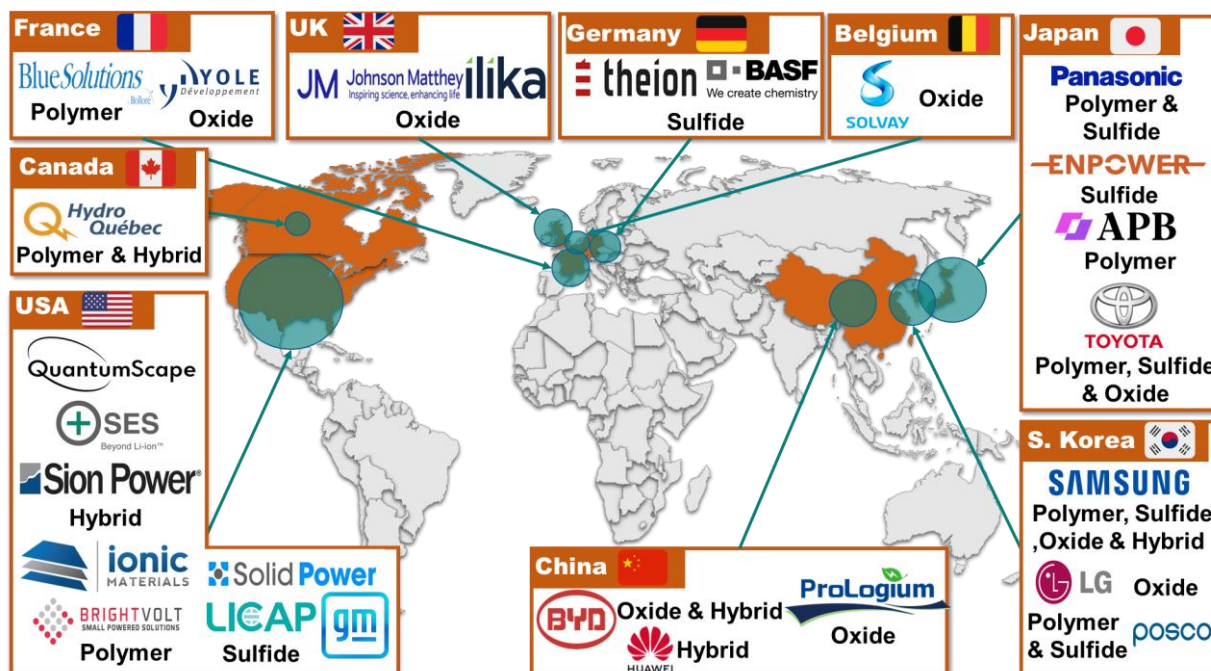 France
BlueSolutions
by Bolloré
Polymer
YOLE
Développement
Oxide
UK
JM Johnson Matthey
Inspiring science, enhancing life
ilika
Oxide
Germany
theion
BASF
We create chemistry
Sulfide
Belgium
SOLVAY
Oxide
Japan
Panasonic
Polymer &
Sulfide
ENPOWER
Sulfide
APB
Polymer
TOYOTA
Polymer, Sulfide
& Oxide
Canada
Hydro
Québec
Polymer & Hybrid
USA
QuantumScape
SES
Beyond Li-ion™
Sion Power®
Hybrid
ionic
MATERIALS
BRIGHTVOLT
SMALL POWERED SOLUTIONS
Polymer
Solid Power
LICAP
gm
Sulfide
China
BYD
Oxide & Hybrid
HUAWEI
Hybrid
ProLogium
Oxide
S. Korea
SAMSUNG
Polymer, Sulfide
,Oxide & Hybrid
LG
Oxide
Polymer
& Sulfide
posco